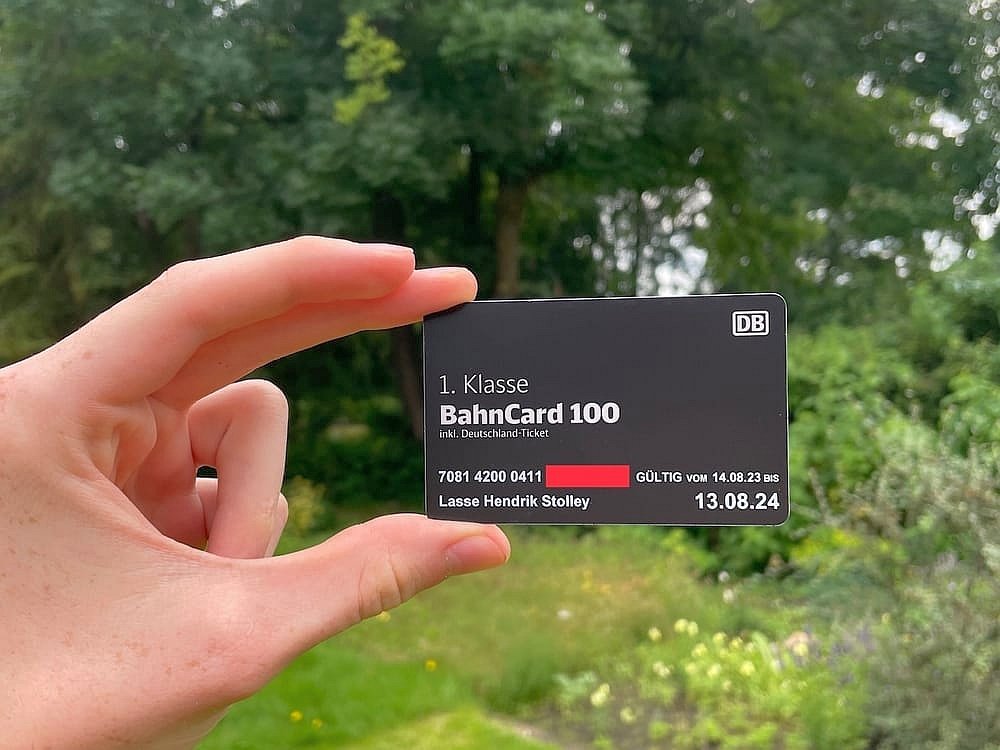 DB
1. Klasse
BahnCard 100
inkl. Deutschland-Ticket
7081 4200 0411 GÜLTIG VOM 14.08.23 BIS
Lasse Hendrik Stolley 13.08.24